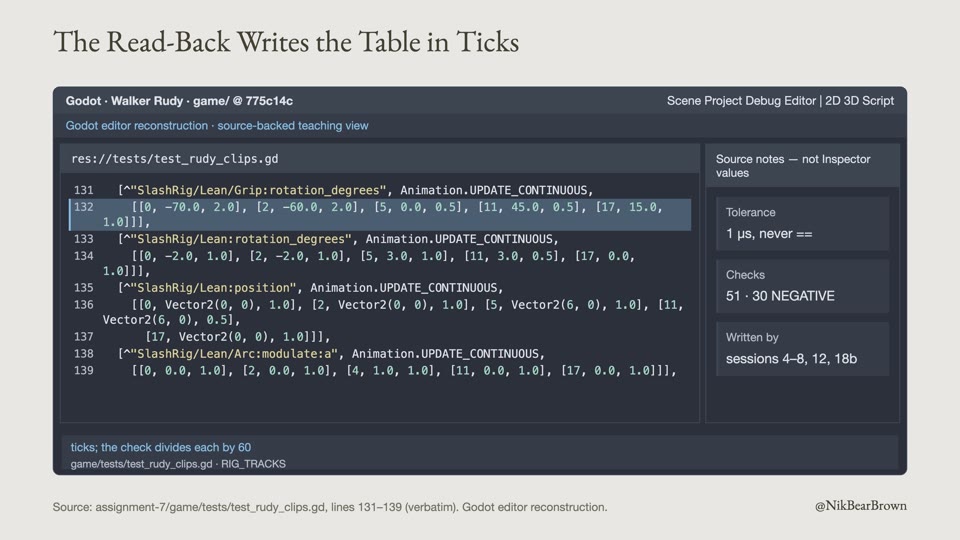 The Read-Back Writes the Table in Ticks
Godot · Walker Rudy · game/ @ 775c14c
Scene Project Debug Editor | 2D 3D Script
Godot editor reconstruction · source-backed teaching view
res://tests/test_rudy_clips.gd
131 [^"SlashRig/Lean/Grip:rotation_degrees", Animation.UPDATE_CONTINUOUS,
132 [[0, −70.0, 2.0], [2, −60.0, 2.0], [5, 0.0, 0.5], [11, 45.0, 0.5], [17, 15.0,
1.0]]],
133 [^"SlashRig/Lean:rotation_degrees", Animation.UPDATE_CONTINUOUS,
134 [[0, −2.0, 1.0], [2, −2.0, 1.0], [5, 3.0, 1.0], [11, 3.0, 0.5], [17, 0.0,
1.0]]],
135 [^"SlashRig/Lean:position", Animation.UPDATE_CONTINUOUS,
136 [[0, Vector2(0, 0), 1.0], [2, Vector2(0, 0), 1.0], [5, Vector2(6, 0), 1.0], [11,
Vector2(6, 0), 0.5],
137 [17, Vector2(0, 0), 1.0]]],
138 [^"SlashRig/Lean/Arc:modulate:a", Animation.UPDATE_CONTINUOUS,
139 [[0, 0.0, 1.0], [2, 0.0, 1.0], [4, 1.0, 1.0], [11, 0.0, 1.0], [17, 0.0, 1.0]]],
Source notes — not Inspector
values
Tolerance
1 µs, never ==
Checks
51 · 30 NEGATIVE
Written by
sessions 4–8, 12, 18b
ticks; the check divides each by 60
game/tests/test_rudy_clips.gd · RIG_TRACKS
Source: assignment-7/game/tests/test_rudy_clips.gd, lines 131–139 (verbatim). Godot editor reconstruction.
@NikBearBrown